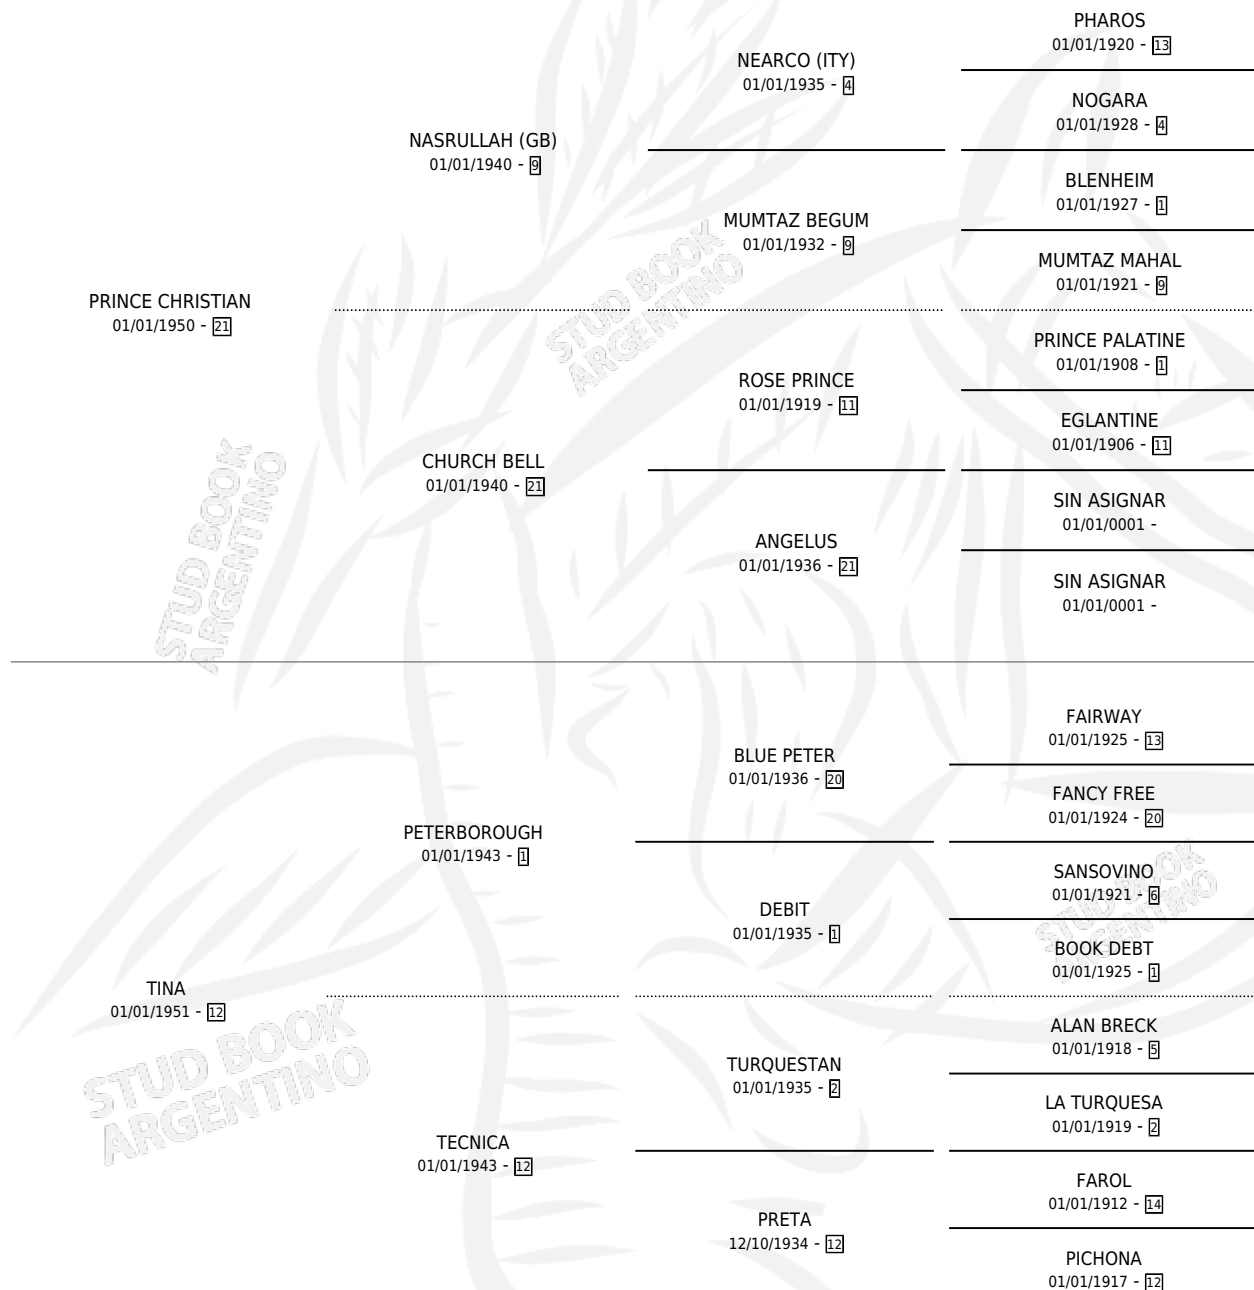 PHAROS
01/01/1920 - 13
NEARCO (ITY)
01/01/1935 - 4
NOGARA
01/01/1928 - 4
NASRULLAH (GB)
01/01/1940 - 9
BLENHEIM
01/01/1927 - 1
MUMTAZ BEGUM
01/01/1932 - 9
MUMTAZ MAHAL
01/01/1921 - 9
PRINCE CHRISTIAN
01/01/1950 - 21
PRINCE PALATINE
01/01/1908 - 1
ROSE PRINCE
01/01/1919 - 11
EGLANTINE
01/01/1906 - 11
CHURCH BELL
01/01/1940 - 21
SIN ASIGNAR
01/01/0001 -
ANGELUS
01/01/1936 - 21
SIN ASIGNAR
01/01/0001 -
FAIRWAY
01/01/1925 - 13
BLUE PETER
01/01/1936 - 20
FANCY FREE
01/01/1924 - 20
PETERBOROUGH
01/01/1943 - 1
SANSOVINO
01/01/1921 - 6
DEBIT
01/01/1935 - 1
BOOK DEBT
01/01/1925 - 1
TINA
01/01/1951 - 12
ALAN BRECK
01/01/1918 - 5
TURQUESTAN
01/01/1935 - 2
LA TURQUESA
01/01/1919 - 2
TECNICA
01/01/1943 - 12
FAROL
01/01/1912 - 14
PRETA
12/10/1934 - 12
PICHONA
01/01/1917 - 12
STUD BOOK
ARGENTINO
STUD BOOK
ARGENTINO
STUD BOOK
ARGENTINO
STUD BOOK
ARGENTINO